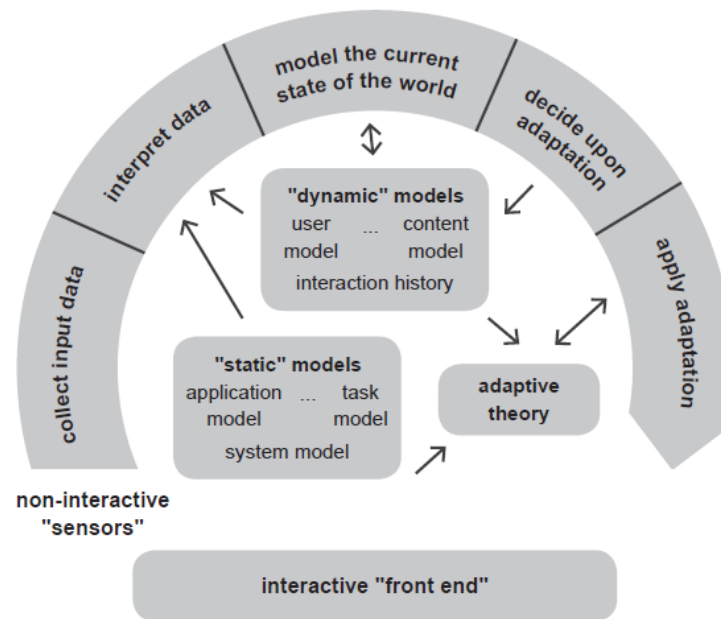 model the current
state of the world
interpret data
decide upon
adaptation
collect input data
apply adaptation
"dynamic" models
user ... content
model model
interaction history
"static" models
application ... task
model model
system model
adaptive
theory
non-interactive
"sensors"
interactive "front end"